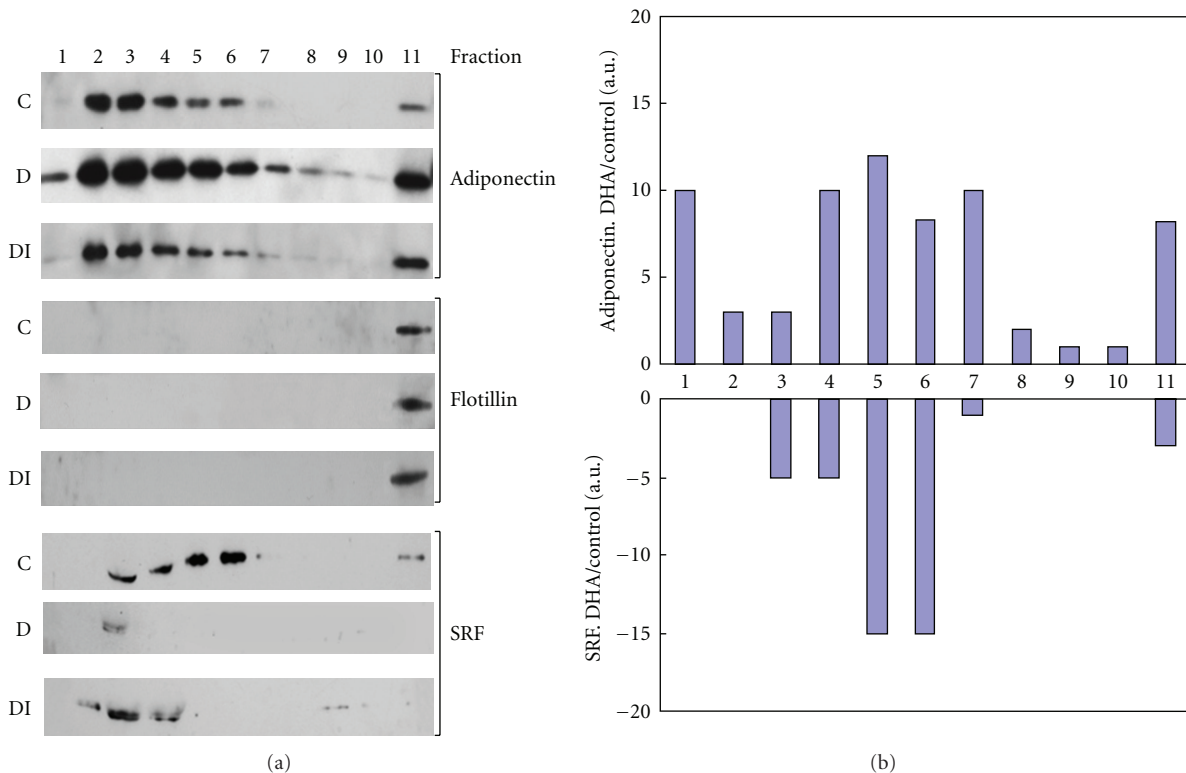 1 2 3 4 5 6 7 8 9 10 11 Fraction
C
D
Adiponectin
DI
C
D
Flotillin
DI
C
D
SRF
DI
(a)
20
15
10
5
0
Adiponectin. DHA/control (a.u.)
1 2 3 4 5 6 7 8 9 10 11
0
−5
−10
−15
−20
SRF. DHA/control (a.u.)
(b)